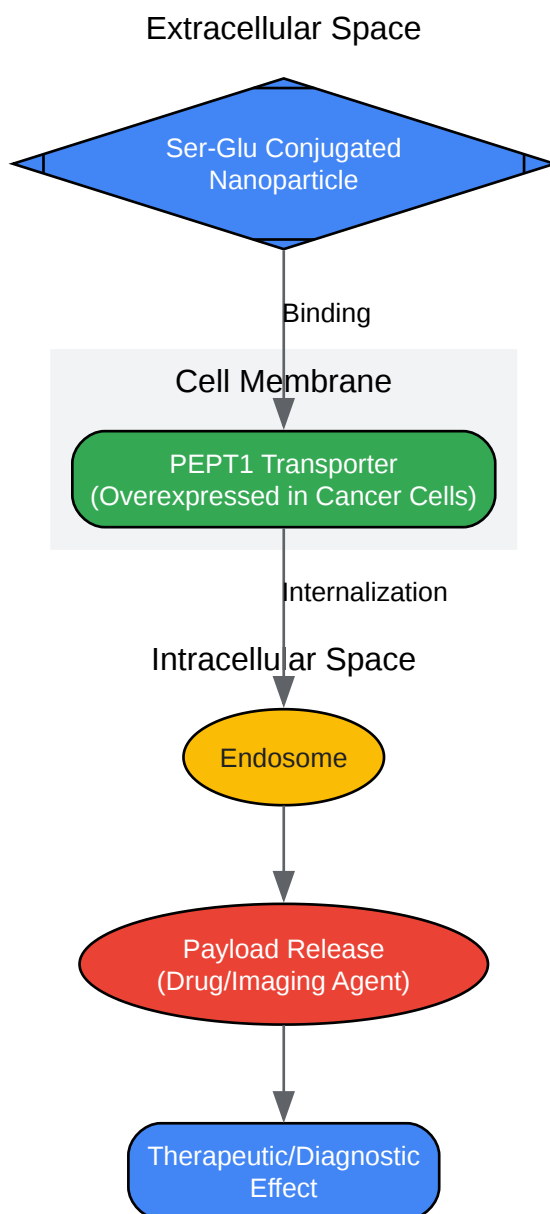 Extracellular Space
Ser-Glu Conjugated
Nanoparticle
Binding
Cell Membrane
PEPT1 Transporter
(Overexpressed in Cancer Cells)
Internalization
Intracellular Space
Endosome
Payload Release
(Drug/Imaging Agent)
Therapeutic/Diagnostic
Effect